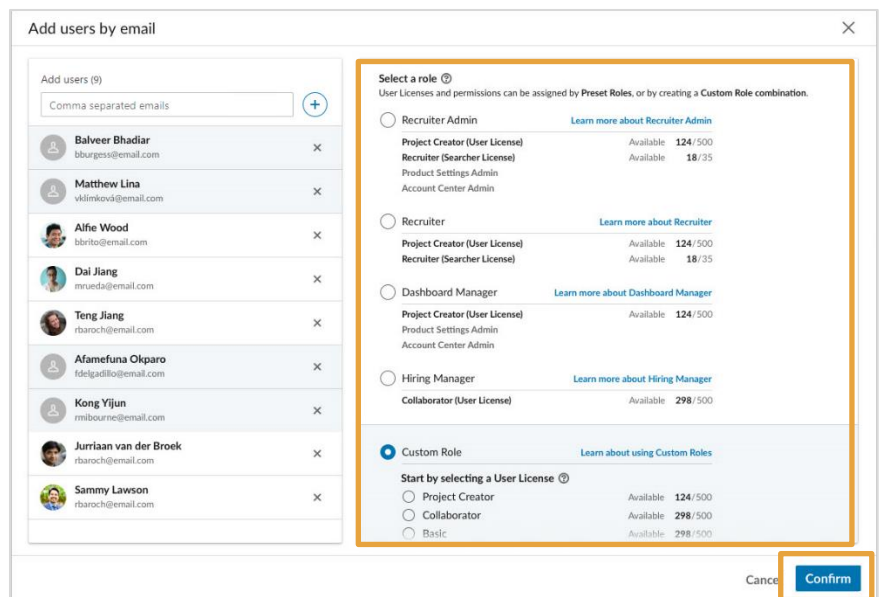 Add users by email
Add users (9)
Comma separated emails
Balveer Bhadiar
bburgess@email.com
Matthew Lina
vklímková@email.com
Alfie Wood
bbrito@email.com
Dai Jiang
mrueda@email.com
Teng Jiang
rbaroch@email.com
Afamefuna Okparo
fdelgadillo@email.com
Kong Yijun
rmibourne@email.com
Jurriaan van der Broek
rbaroch@email.com
Sammy Lawson
rbaroch@email.com
Select a role
User Licenses and permissions can be assigned by Preset Roles, or by creating a Custom Role combination.
Recruiter Admin Learn more about Recruiter Admin
Project Creator (User License) Available 124/500
Recruiter (Searcher License) Available 18/35
Product Settings Admin
Account Center Admin
Recruiter Learn more about Recruiter
Project Creator (User License) Available 124/500
Recruiter (Searcher License) Available 18/35
Dashboard Manager Learn more about Dashboard Manager
Project Creator (User License) Available 124/500
Product Settings Admin
Account Center Admin
Hiring Manager Learn more about Hiring Manager
Collaborator (User License) Available 298/500
Custom Role Learn about using Custom Roles
Start by selecting a User License
Project Creator Available 124/500
Collaborator Available 298/500
Basic Available 298/500
Cance Confirm